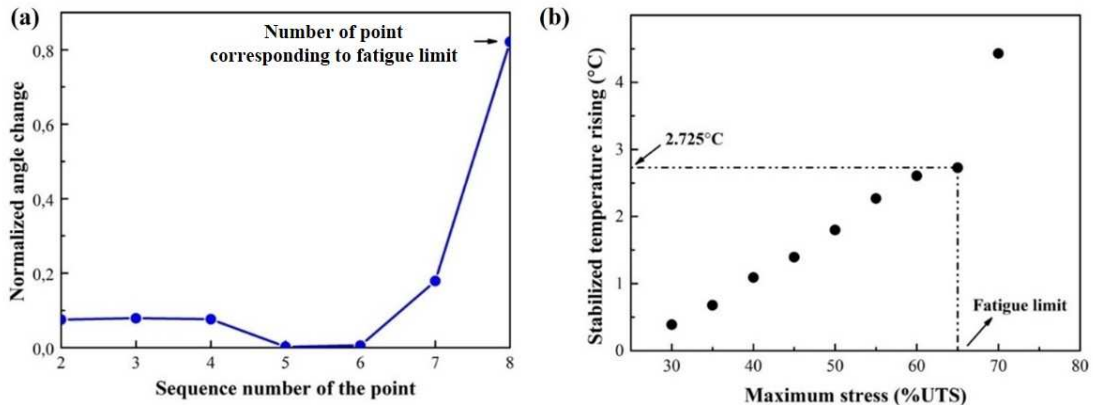 (a)
Number of point
corresponding to fatigue limit
0,8
0,6
0,4
0,2
0,0
2 3 4 5 6 7 8
Normalized angle change
Sequence number of the point
(b)
4
3
2
1
0
30 40 50 60 70 80
Stabilized temperature rising (°C)
Maximum stress (%UTS)
2.725°C
Fatigue limit